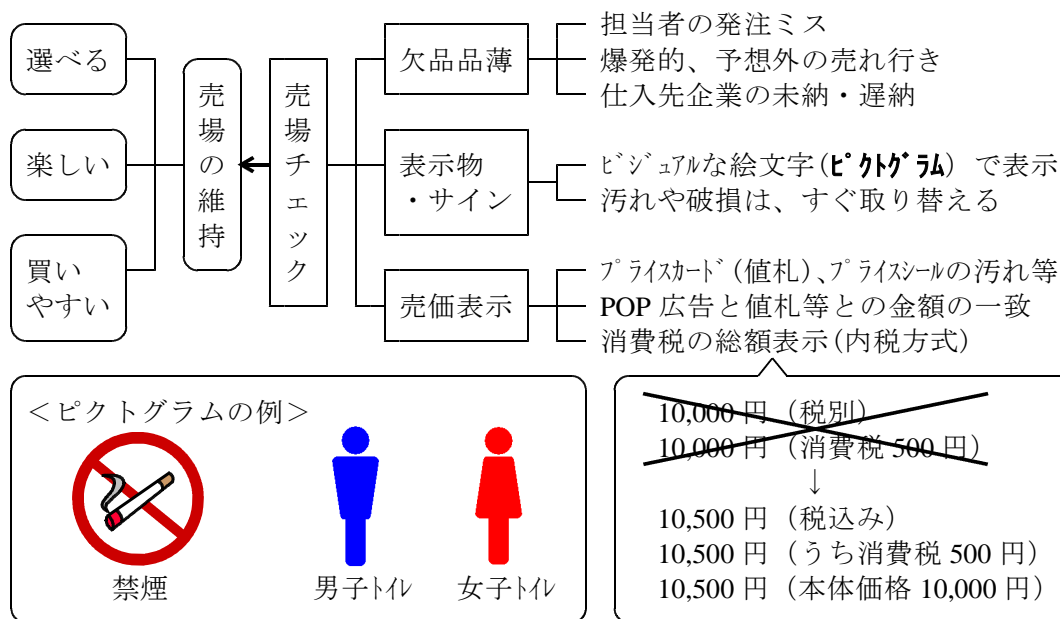 選べる
楽しい
買い
やすい
売場の維持
売場チェック
欠品品薄
担当者の発注ミス
爆発的、予想外の売れ行き
仕入先企業の未納・遅納
表示物
・サイン
ﾋﾞｼﾞｭｱﾙな絵文字(ﾋﾟｸﾄｸﾞﾗﾑ) で表示
汚れや破損は、すぐ取り替える
売価表示
ﾌﾟﾗｲｽｶｰﾄﾞ(値札)､ﾌﾟﾗｲｽｼｰﾙの汚れ等
POP 広告と値札等との金額の一致
消費税の総額表示(内税方式)
＜ピクトグラムの例＞
禁煙
男子ﾄｲﾚ
女子ﾄｲﾚ
10,000 円（税別）
10,000 円（消費税 500 円）
↓
10,500 円（税込み）
10,500 円（うち消費税 500 円）
10,500 円（本体価格 10,000 円）